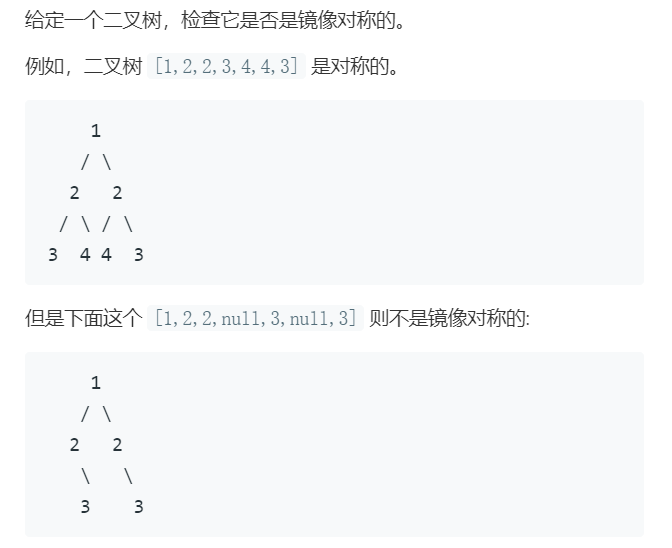 给定一个二叉树，检查它是否是镜像对称的。
例如，二叉树 [1,2,2,3,4,4,3] 是对称的。
    1
   / \
  2   2
 / \ / \
3  4 4  3
但是下面这个 [1,2,2,null,3,null,3] 则不是镜像对称的:
    1
   / \
  2   2
   \   \
   3    3